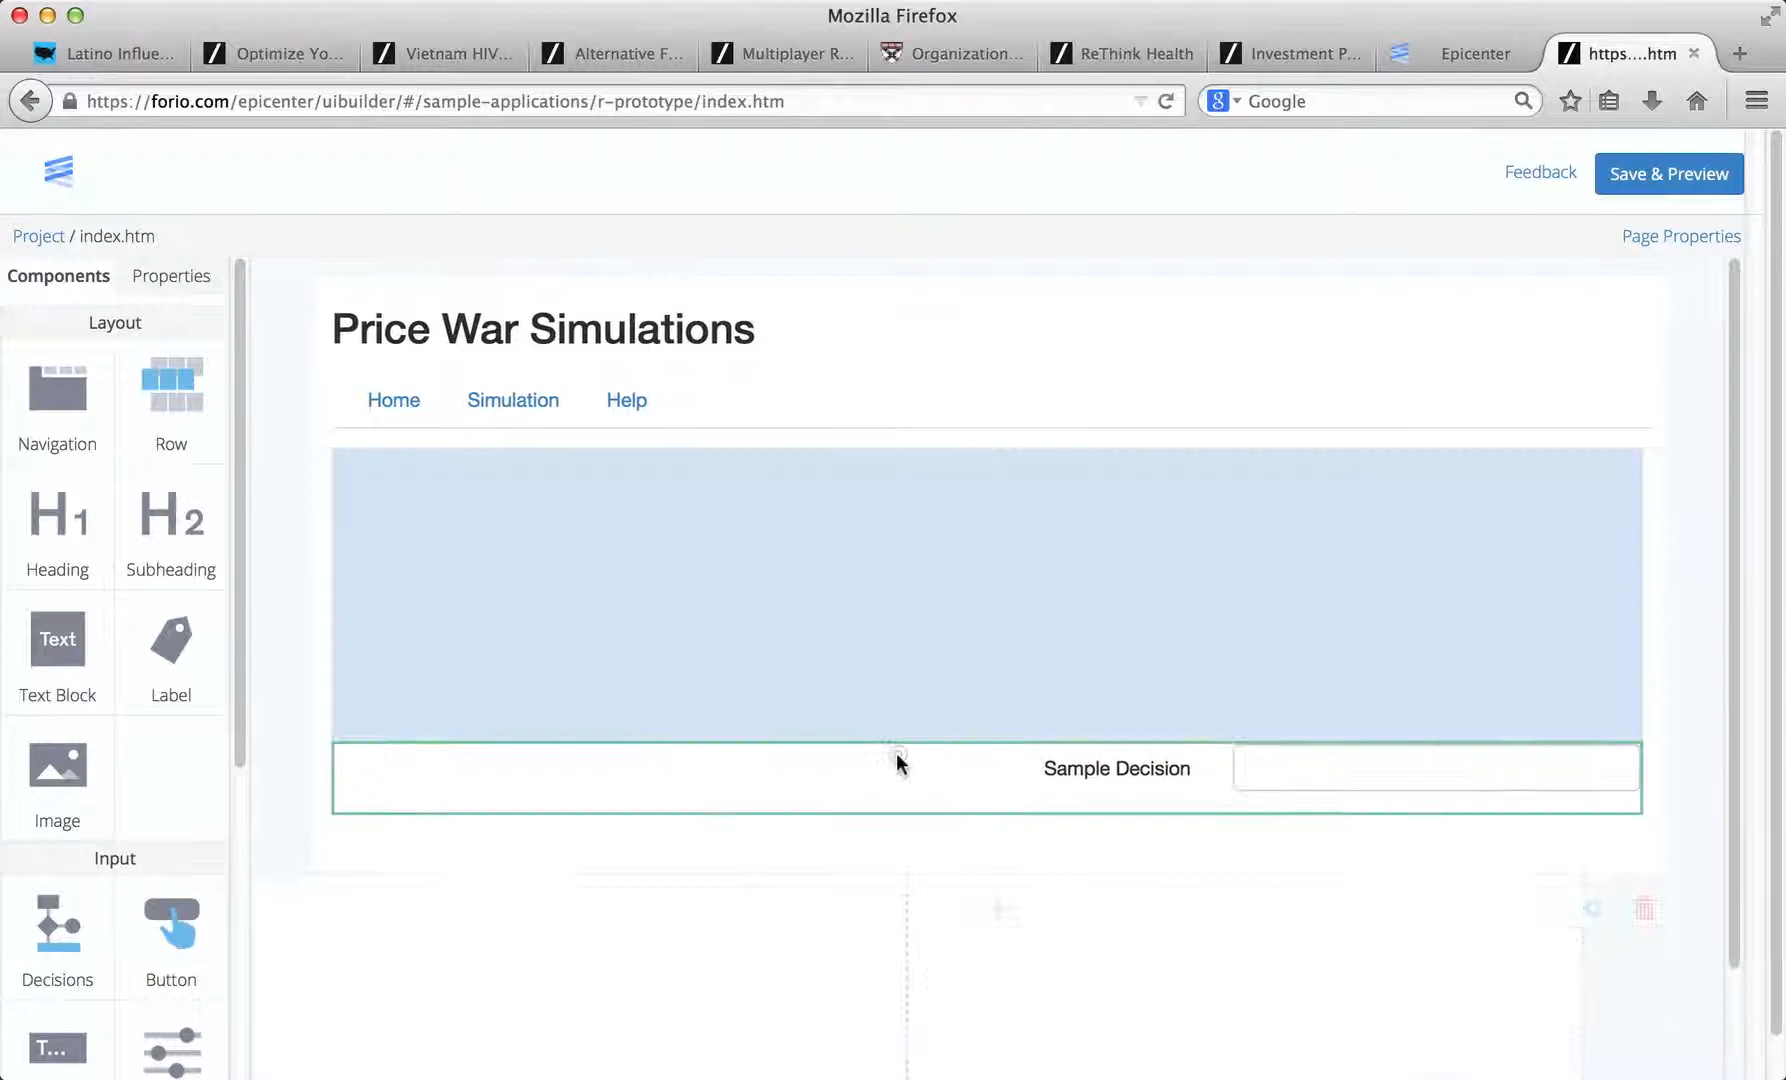 Mozilla Firefox
Latino Influe...
Optimize Yo...
Vietnam HIV...
Alternative F...
Multiplayer R...
Organization...
ReThink Health
Investment P...
Epicenter
https....htm
https://forio.com/epicenter/uibuilder/#/sample-applications/r-prototype/index.htm
8
Google
Feedback
Save & Preview
Project / index.htm
Page Properties
Components
Properties
Layout
Navigation
Row
H1
H2
Heading
Subheading
Text
Text Block
Label
Image
Input
Decisions
Button
T...
Price War Simulations
Home
Simulation
Help
Sample Decision